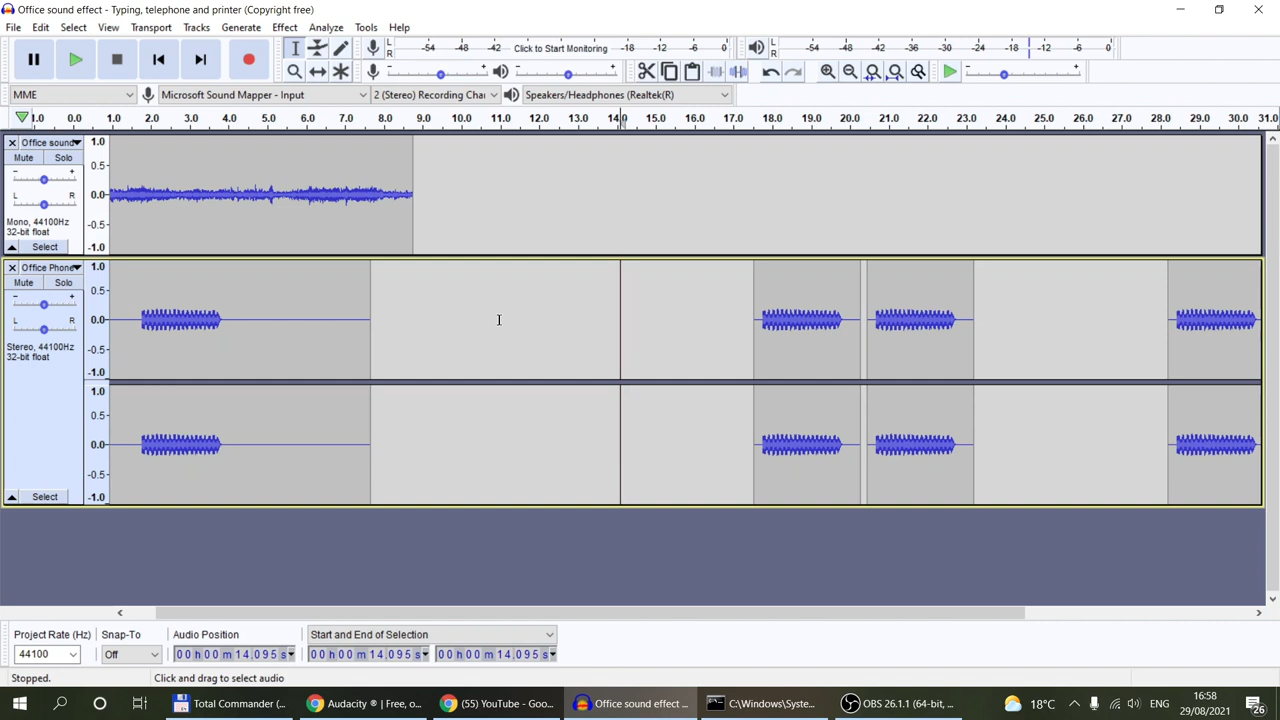 Office sound effect - Typing, telephone and printer (Copyright free)
File Edit Select View Transport Tracks Generate Effect Analyze Tools Help
L R -54 -48 -42 Click to Start Monitoring -18 -12 -6 0 L R -54 -48 -42 -36 -30 -24 -18 -12 -6 0
- + - + - +
MME Microsoft Sound Mapper - Input 2 (Stereo) Recording Chai Speakers/Headphones (Realtek(R)
1.0 1.0 2.0 3.0 4.0 5.0 6.0 7.0 8.0 9.0 10.0 11.0 12.0 13.0 14.0 15.0 16.0 17.0 18.0 19.0 20.0 21.0 22.0 23.0 24.0 25.0 26.0 27.0 28.0 29.0 30.0 31.0
Office sound 1.0
Mute Solo
0.5
- +
L R 0.0
Mono, 44100Hz -0.5
32-bit float
Select -1.0
Office Phone 1.0
Mute Solo
0.5
- +
L R 0.0
Stereo, 44100Hz -0.5
32-bit float
-1.0
1.0
0.5
0.0
-0.5
Select -1.0
Project Rate (Hz) Snap-To Audio Position Start and End of Selection
44100 Off 00 h 00 m 14.095 s 00 h 00 m 14.095 s 00 h 00 m 14.095 s
Stopped. Click and drag to select audio
Total Commander (... Audacity ® | Free, o... (55) YouTube - Goo... Office sound effect ... C:\Windows\Syste... OBS 26.1.1 (64-bit, ... 18°C ENG 16:58
29/08/2021 26